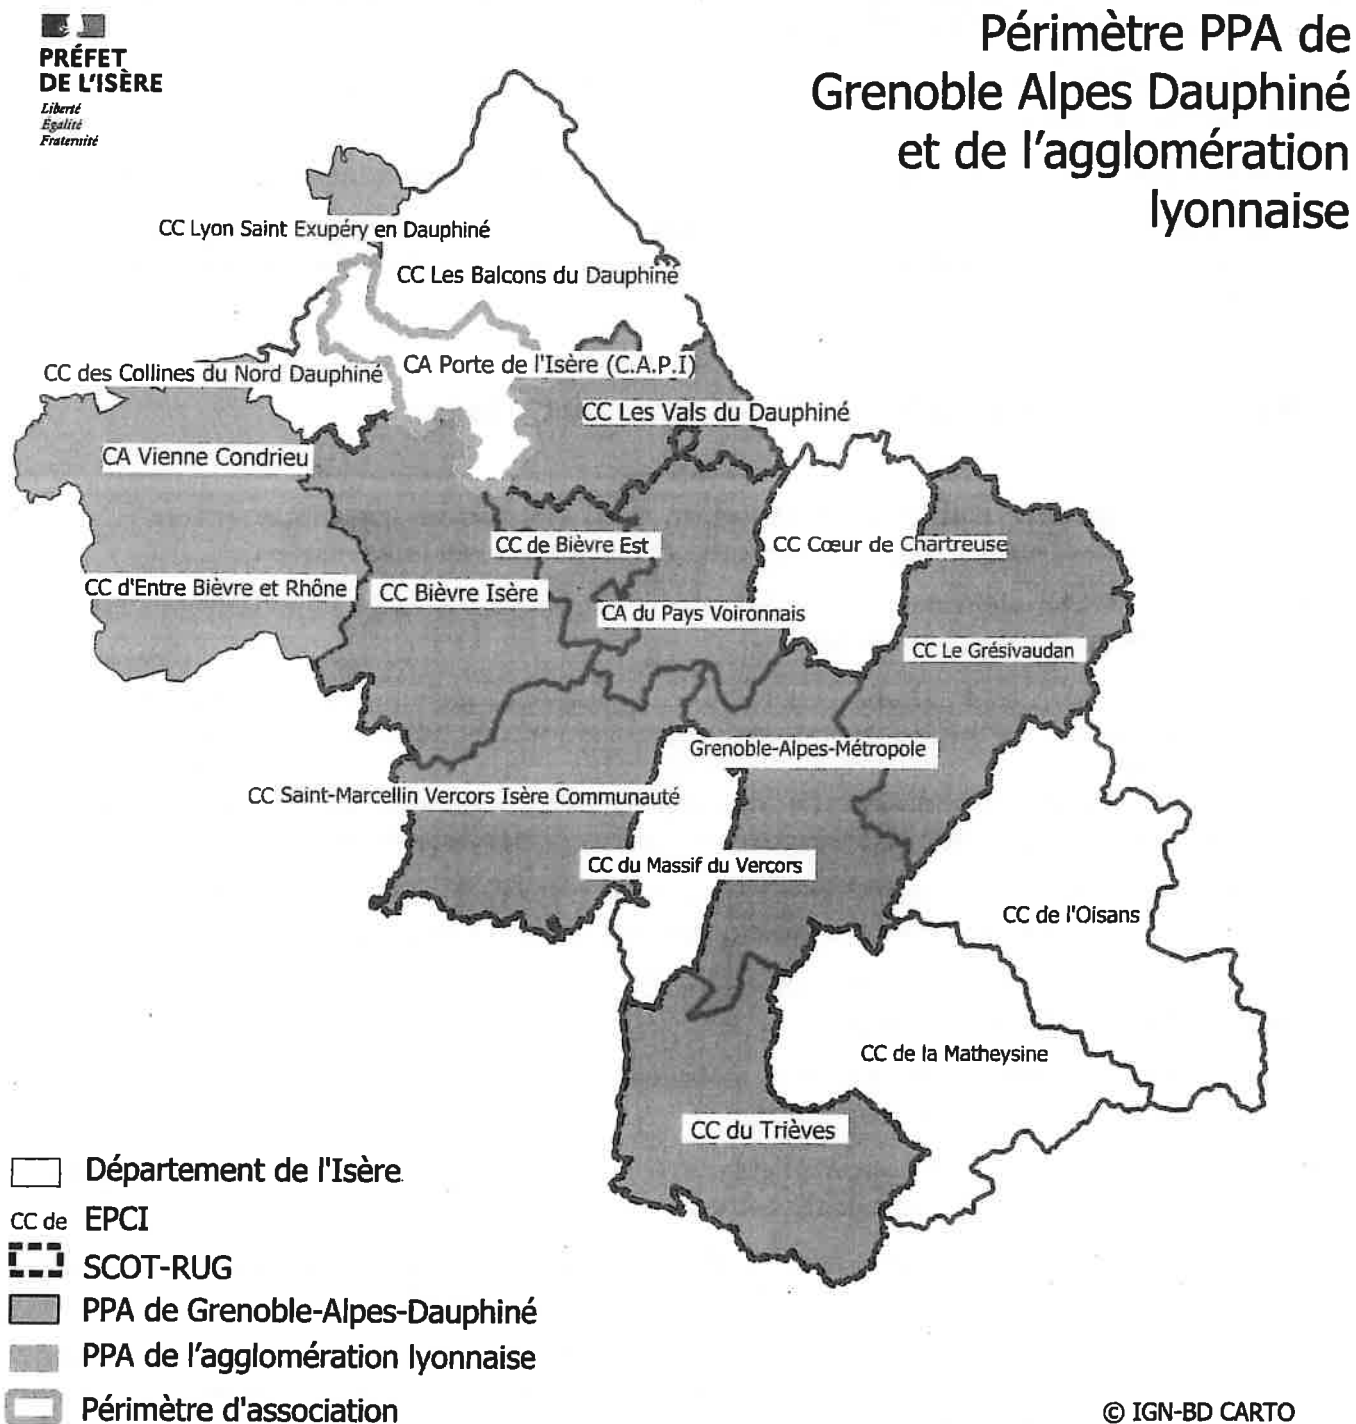 PRÉFET
DE L'ISÈRE
Liberté
Égalité
Fraternité
Périmètre PPA de
Grenoble Alpes Dauphiné
et de l'agglomération
lyonnaise
CC Lyon Saint Exupéry en Dauphiné
CC Les Balcons du Dauphiné
CA Porte de l'Isère (C.A.P.I)
CC des Collines du Nord Dauphiné
CC Les Vals du Dauphiné
CA Vienne Condrieu
CC de Bièvre Est
CC Cœur de Chartreuse
CC d'Entre Bièvre et Rhône
CC Bièvre Isère
CA du Pays Voironnais
CC Le Grésivaudan
Grenoble-Alpes-Métropole
CC Saint-Marcellin Vercors Isère Communauté
CC du Massif du Vercors
CC de l'Oisans
CC de la Matheysine
CC du Trièves
Département de l'Isère
CC de EPCI
SCOT-RUG
PPA de Grenoble-Alpes-Dauphiné
PPA de l'agglomération lyonnaise
Périmètre d'association
© IGN-BD CARTO